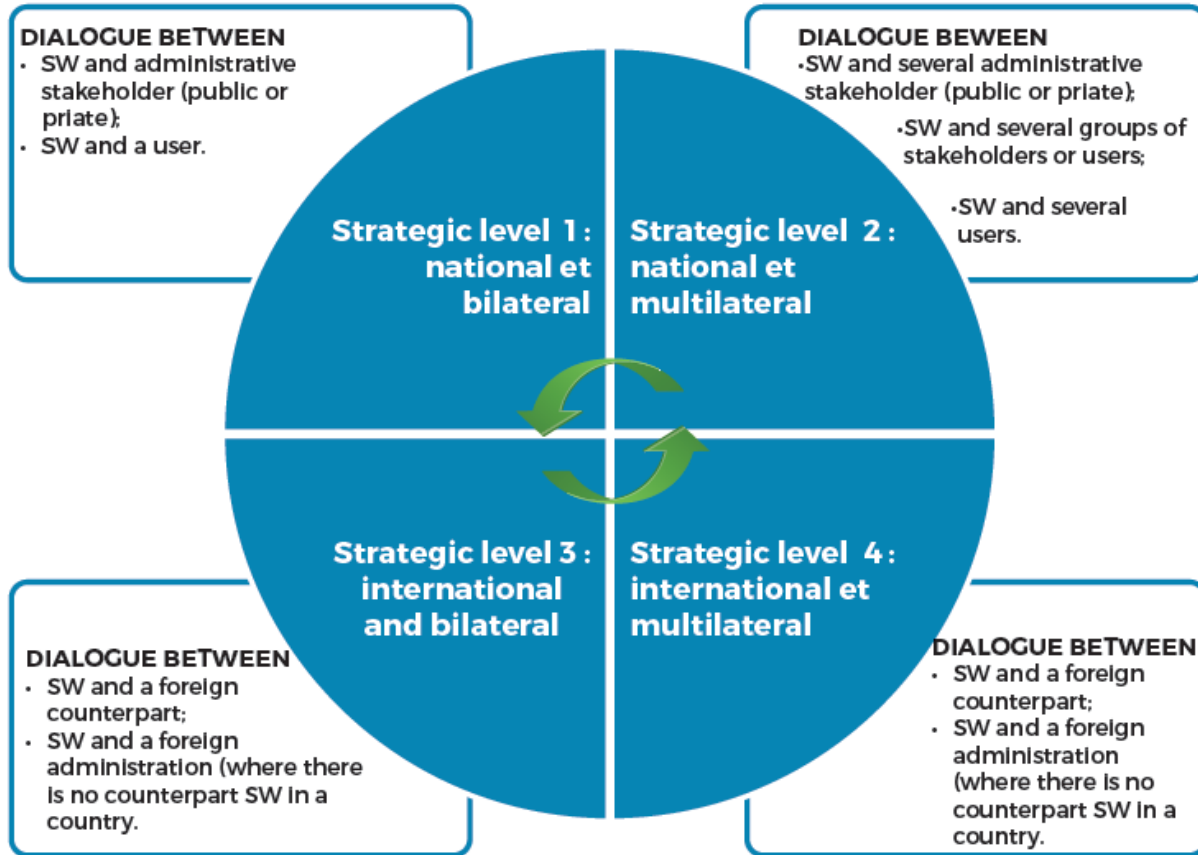 DIALOGUE BETWEEN
• SW and administrative
stakeholder (public or
priate);
• SW and a user.
DIALOGUE BEWEEN
•SW and several administrative
stakeholder (public or priate);
•SW and several groups of
stakeholders or users;
•SW and several
users.
Strategic level 1 :
national et
bilateral
Strategic level 2 :
national et
multilateral
Strategic level 3 :
international
and bilateral
Strategic level 4 :
international et
multilateral
DIALOGUE BETWEEN
• SW and a foreign
counterpart;
• SW and a foreign
administration (where there
is no counterpart SW in a
country.
DIALOGUE BETWEEN
• SW and a foreign
counterpart;
• SW and a foreign
administration
(where there is no
counterpart SW in a
country.